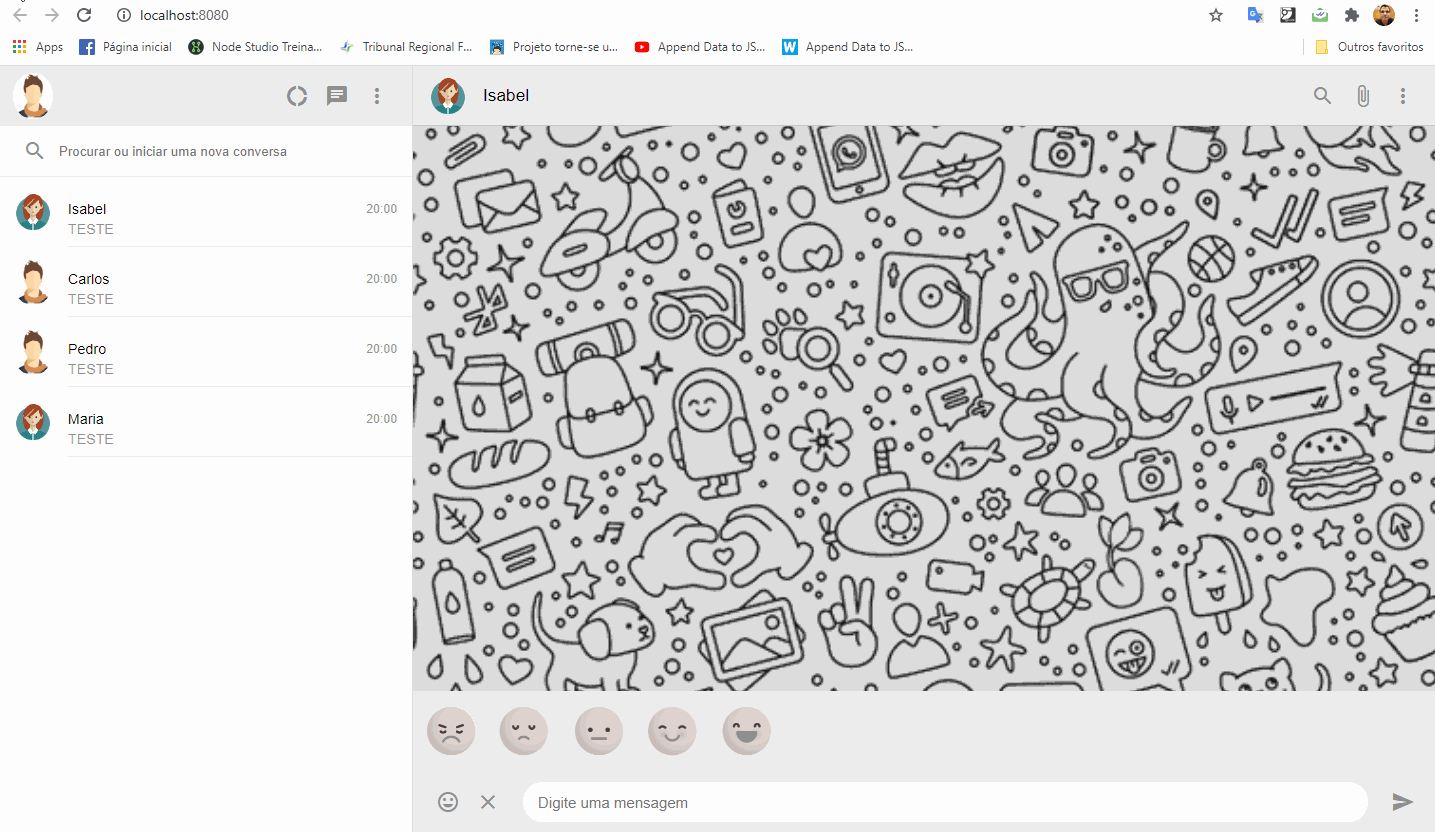 localhost:8080
Apps Página inicial Node Studio Treina... Tribunal Regional F... Projeto torne-se u... Append Data to JS... Append Data to JS... Outros favoritos
Isabel
Procurar ou iniciar uma nova conversa
Isabel 20:00
TESTE
Carlos 20:00
TESTE
Pedro 20:00
TESTE
Maria 20:00
TESTE
Digite uma mensagem